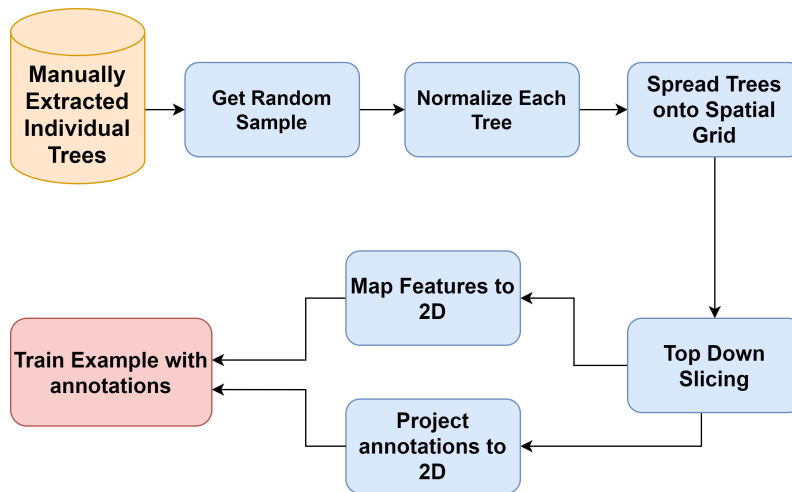 Manually
Extracted
Individual
Trees
Get Random
Sample
Normalize Each
Tree
Spread Trees
onto Spatial
Grid
Map Features to
2D
Train Example with
annotations
Top Down
Slicing
Project
annotations to
2D